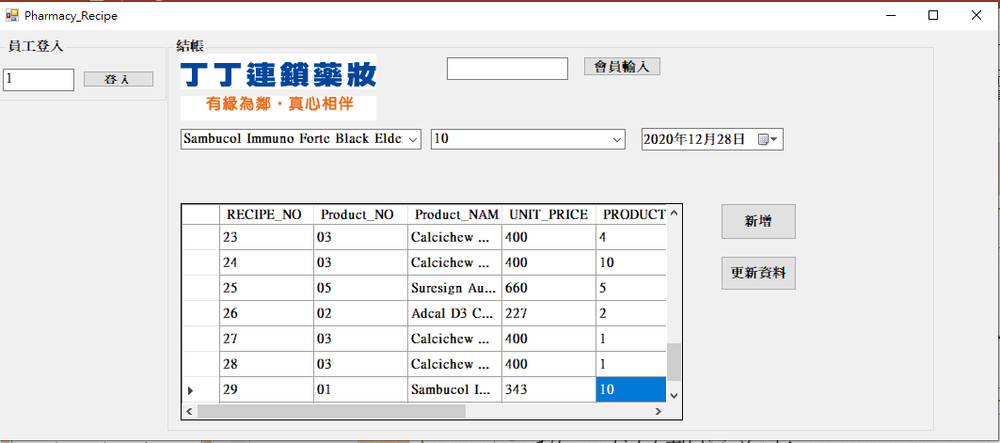 Pharmacy_Recipe
員工登入
1
登入
結帳
丁丁連鎖藥妝
有緣為鄰・真心相伴
會員輸入
Sambucol Immuno Forte Black Elde
10
2020年12月28日
RECIPE_NO Product_NO Product_NAM UNIT_PRICE PRODUCT
23 03 Calcichew ... 400 4
24 03 Calcichew ... 400 10
25 05 Suresign Au... 660 5
26 02 Adcal D3 C... 227 2
27 03 Calcichew ... 400 1
28 03 Calcichew ... 400 1
29 01 Sambucol I... 343 10
新增
更新資料